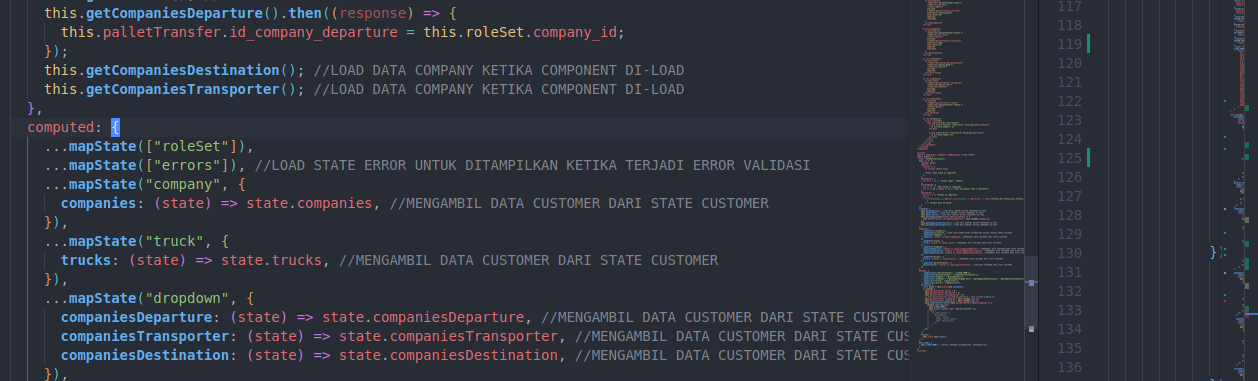 this.getCompaniesDeparture().then((response) => {
this.palletTransfer.id_company_departure = this.roleSet.company_id;
});
this.getCompaniesDestination(); //LOAD DATA COMPANY KETIKA COMPONENT DI-LOAD
this.getCompaniesTransporter(); //LOAD DATA COMPANY KETIKA COMPONENT DI-LOAD
},
computed: {
...mapState(["roleSet"]),
...mapState(["errors"]), //LOAD STATE ERROR UNTUK DITAMPILKAN KETIKA TERJADI ERROR VALIDASI
...mapState("company", {
companies: (state) => state.companies, //MENGAMBIL DATA CUSTOMER DARI STATE CUSTOMER
}),
...mapState("truck", {
trucks: (state) => state.trucks, //MENGAMBIL DATA CUSTOMER DARI STATE CUSTOMER
}),
...mapState("dropdown", {
companiesDeparture: (state) => state.companiesDeparture, //MENGAMBIL DATA CUSTOMER DARI STATE CUSTOME
companiesTransporter: (state) => state.companiesTransporter, //MENGAMBIL DATA CUSTOMER DARI STATE CUS
companiesDestination: (state) => state.companiesDestination, //MENGAMBIL DATA CUSTOMER DARI STATE CUS
}),
117
118
119
120
121
122
123
124
125
126
127
128
129
130
131
132
133
134
135
136